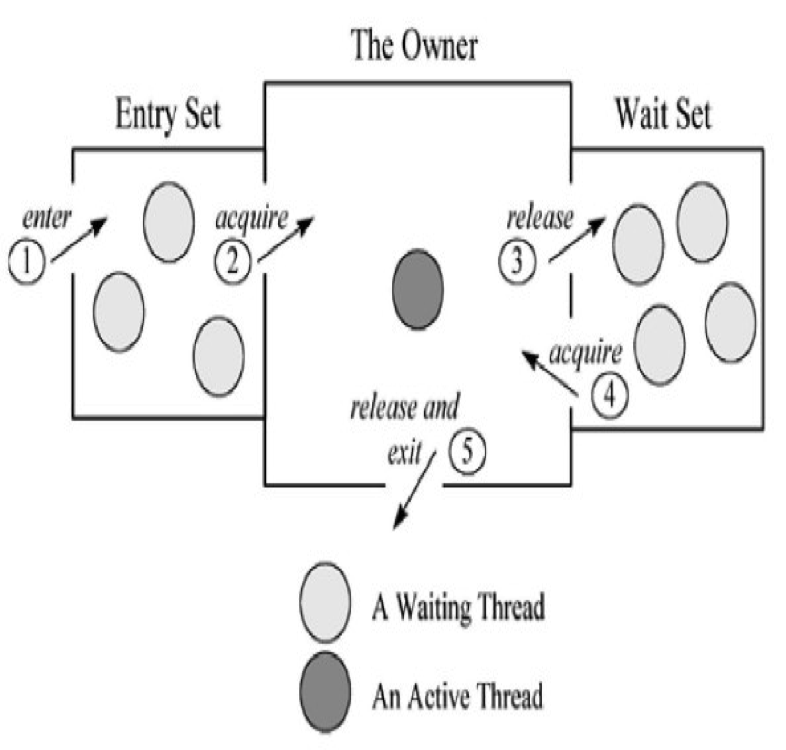 The Owner
Entry Set
Wait Set
enter
1
acquire
2
release
3
acquire
4
release and
exit 5
A Waiting Thread
An Active Thread